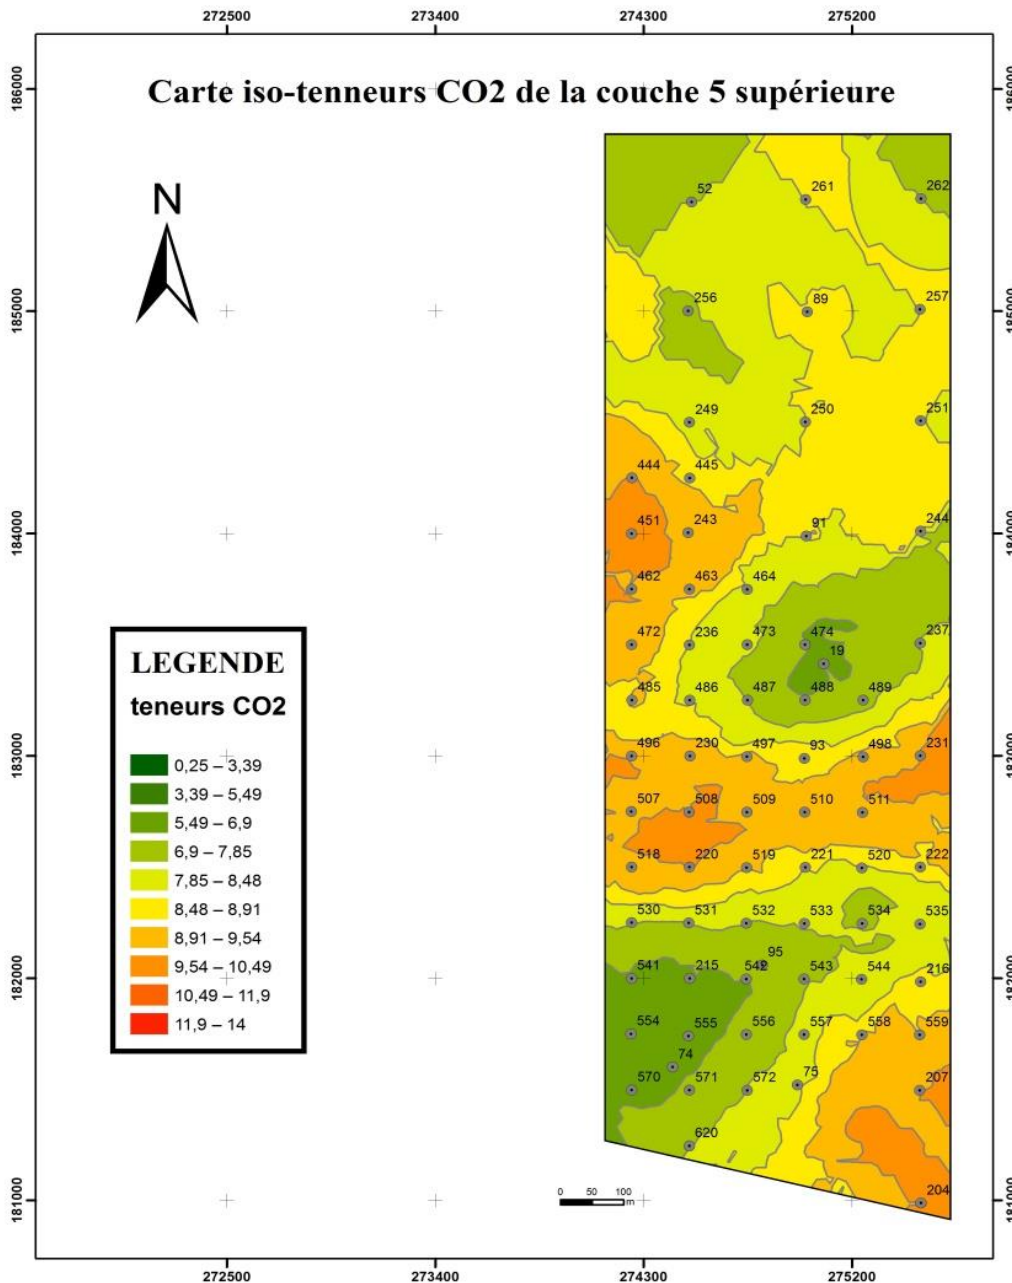 272500 273400 274300 275200
186000 186000
Carte iso-tenneurs CO2 de la couche 5 supérieure
N
52 261 262
256 89 257
185000 185000
249 250 251
444 445
451 243 91 244
184000 184000
462 463 464
472 236 473 474 237
19
485 486 487 488 489
LEGENDE
teneurs CO2
0,25 – 3,39
3,39 – 5,49
5,49 – 6,9
6,9 – 7,85
7,85 – 8,48
8,48 – 8,91
8,91 – 9,54
9,54 – 10,49
10,49 – 11,9
11,9 – 14
496 230 497 93 498 231
183000 183000
507 508 509 510 511
518 220 519 221 520 222
530 531 532 533 534 535
95
541 215 542 543 544 216
182000 182000
554 555 556 557 558 559
74 75
570 571 572 207
620
204
0 50 100
m
181000 181000
272500 273400 274300 275200